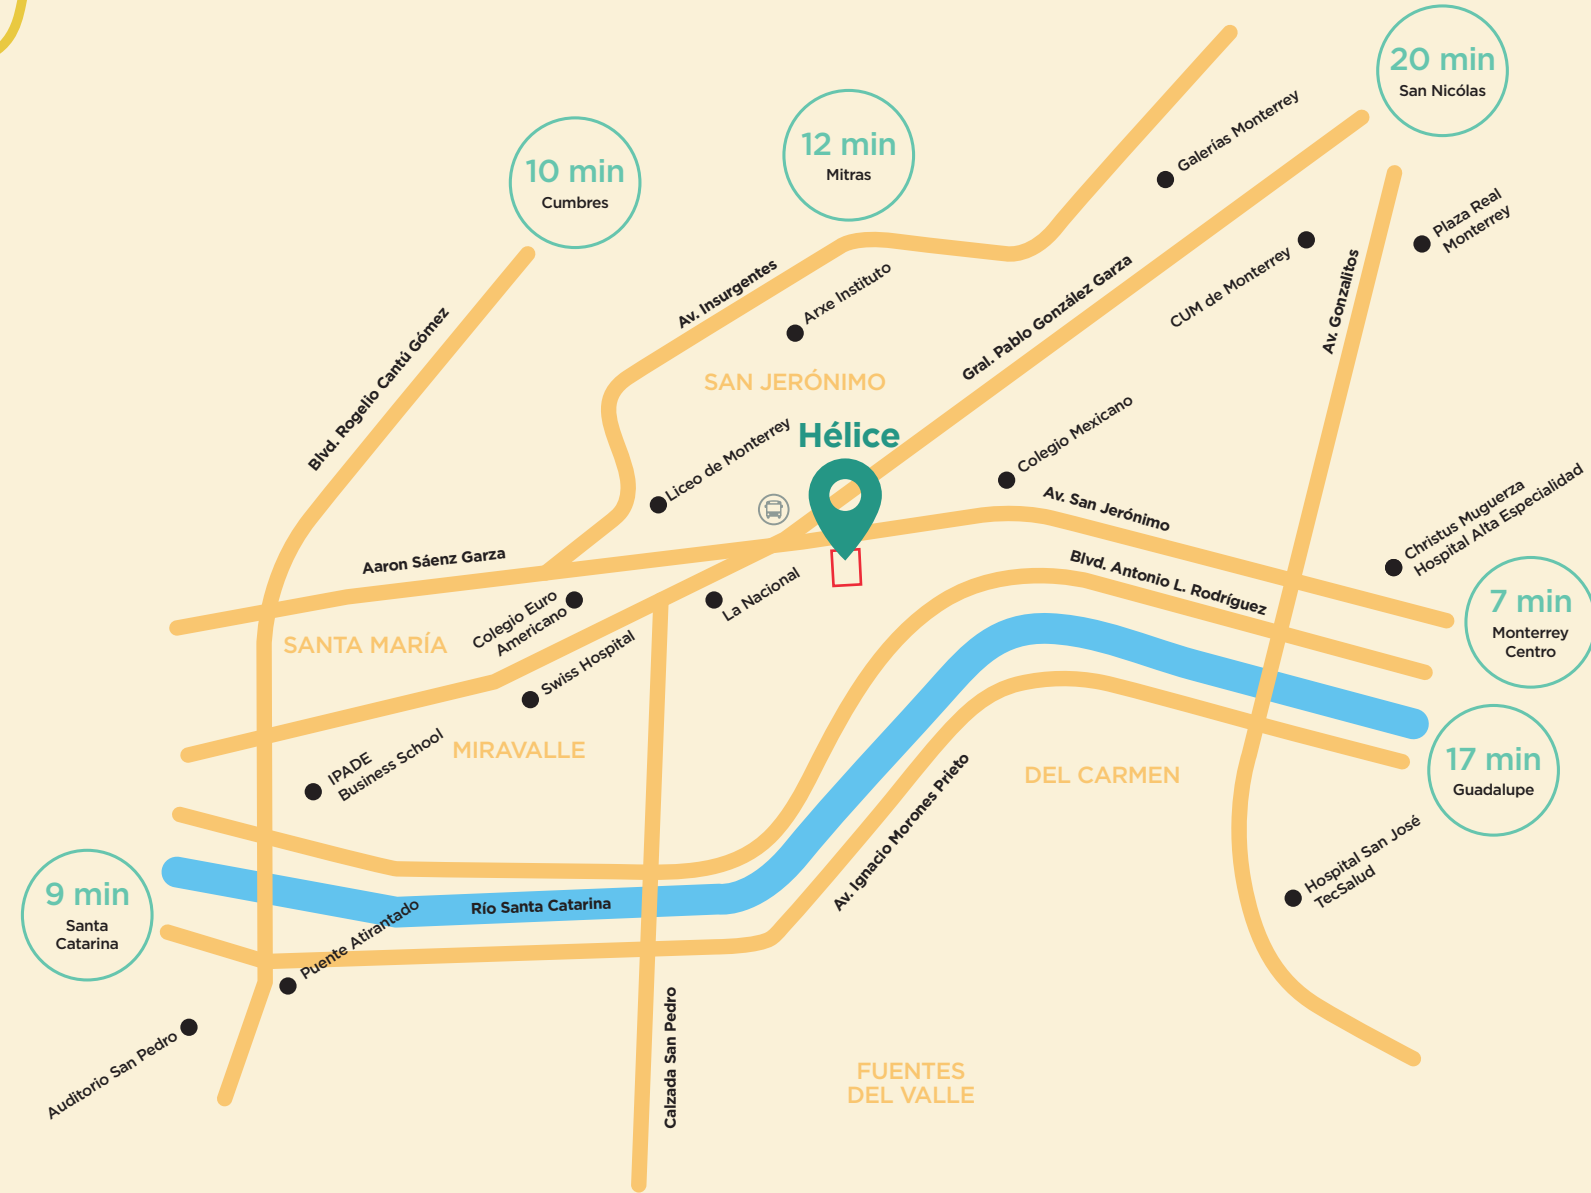 20 min
San Nicólas
12 min
Mitras
10 min
Cumbres
Galerías Monterrey
Plaza Real
Monterrey
CUM de Monterrey
Av. Gonzalitos
Av. Insurgentes
Arxe Instituto
Gral. Pablo González Garza
Blvd. Rogelio Cantú Gómez
SAN JERÓNIMO
Hélice
Liceo de Monterrey
Colegio Mexicano
Av. San Jerónimo
Christus Muguerza
Hospital Alta Especialidad
Aaron Sáenz Garza
Blvd. Antonio L. Rodríguez
7 min
Monterrey
Centro
La Nacional
Colegio Euro
Americano
SANTA MARÍA
Swiss Hospital
MIRAVALLE
IPADE
Business School
DEL CARMEN
17 min
Guadalupe
Av. Ignacio Morones Prieto
Hospital San José
TecSalud
9 min
Santa
Catarina
Río Santa Catarina
Puente Atirantado
Auditorio San Pedro
Calzada San Pedro
FUENTES
DEL VALLE